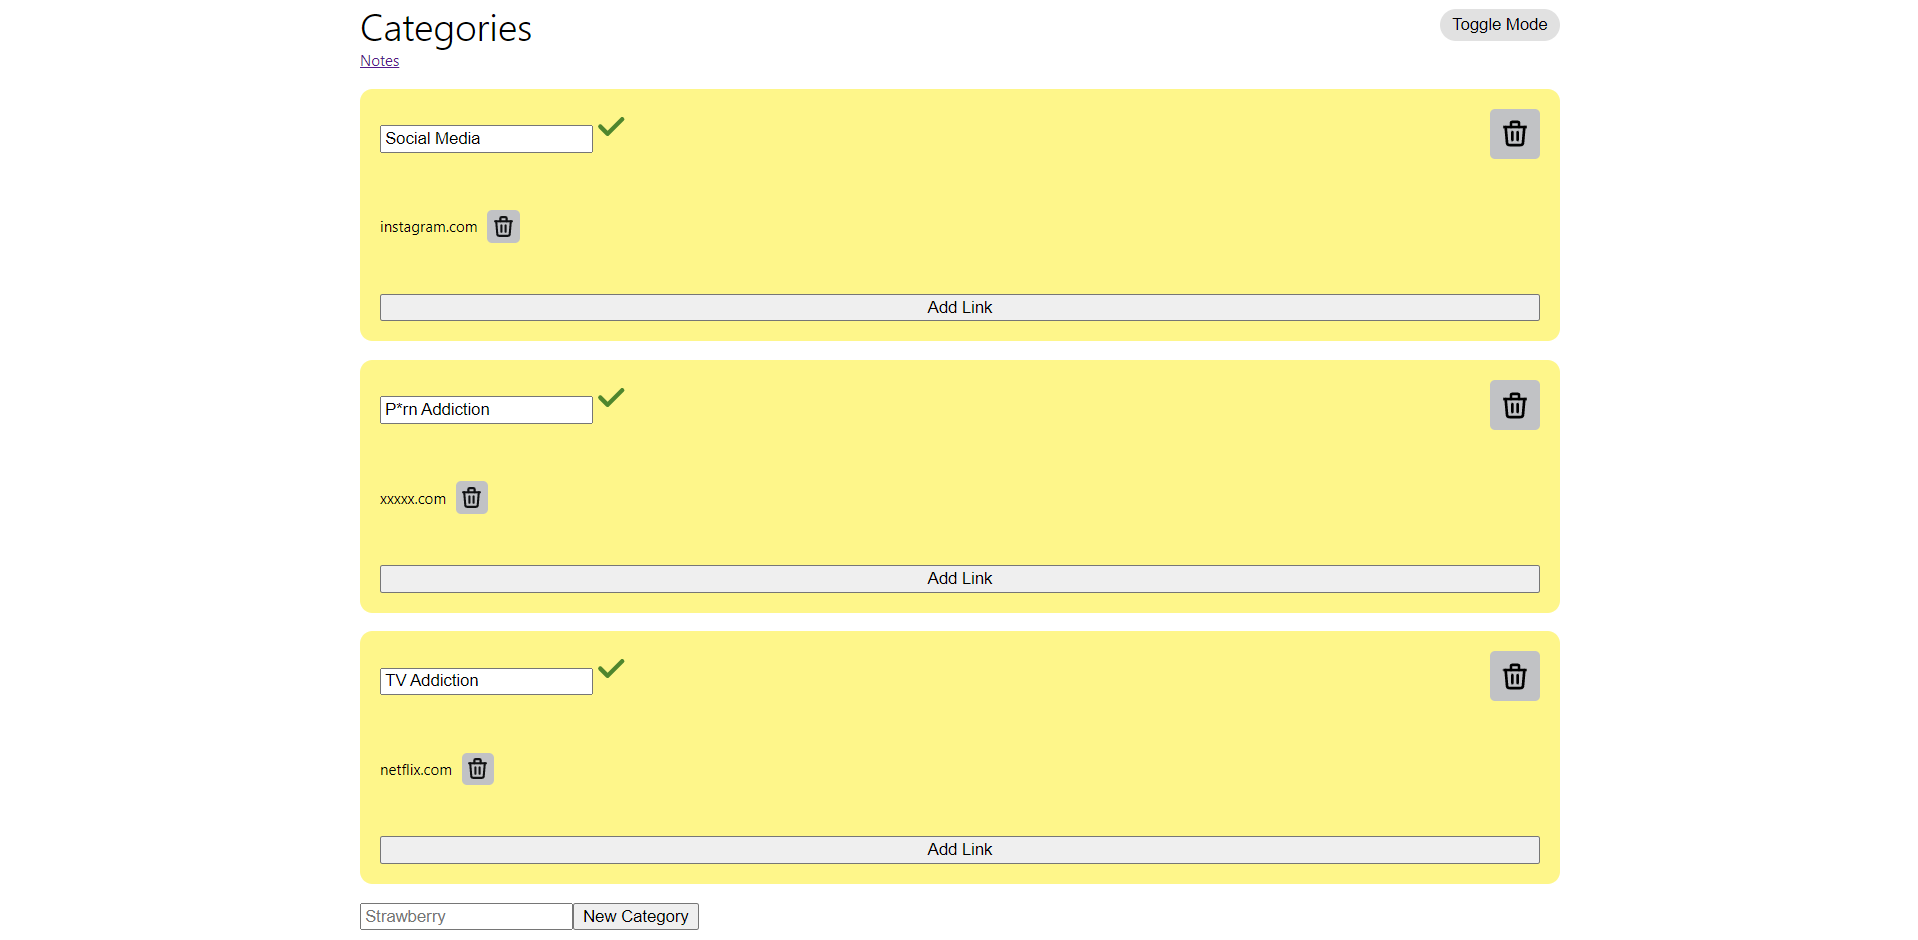 Categories
Toggle Mode
Notes
Social Media
instagram.com
Add Link
P*rn Addiction
xxxxx.com
Add Link
TV Addiction
netflix.com
Add Link
Strawberry
New Category